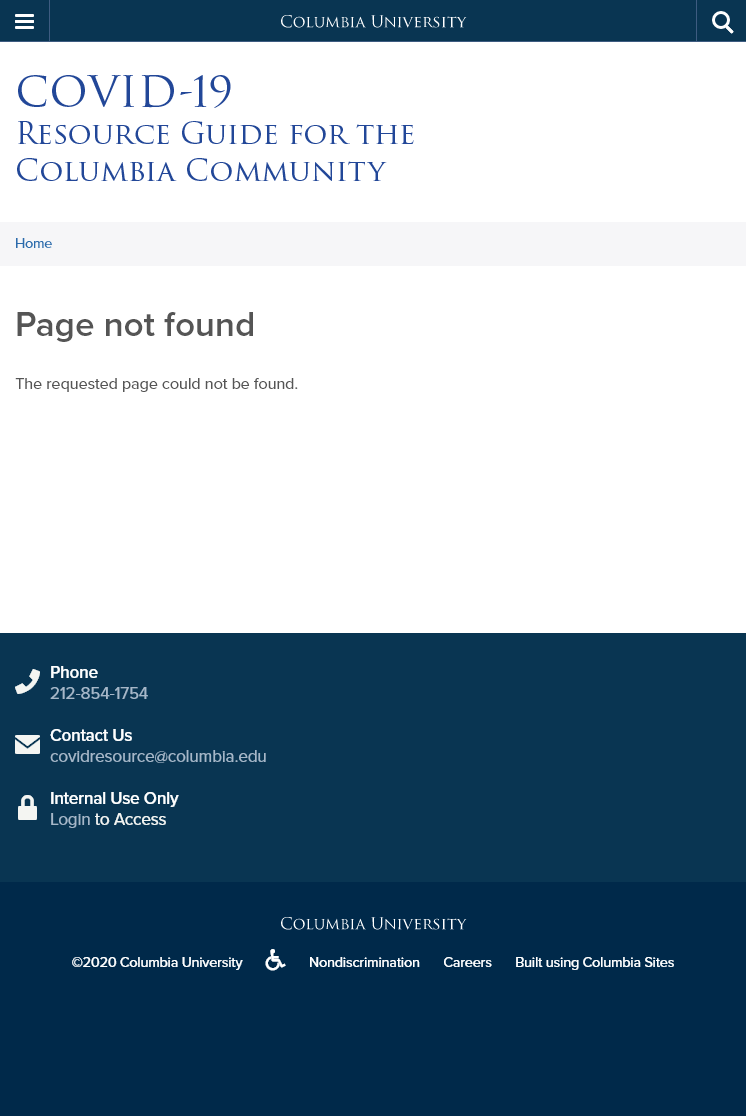 Columbia University
COVID-19
Resource Guide for the
Columbia Community
Home
Page not found
The requested page could not be found.
Phone
212-854-1754
Contact Us
covidresource@columbia.edu
Internal Use Only
Login to Access
Columbia University
©2020 Columbia University Nondiscrimination Careers Built using Columbia Sites